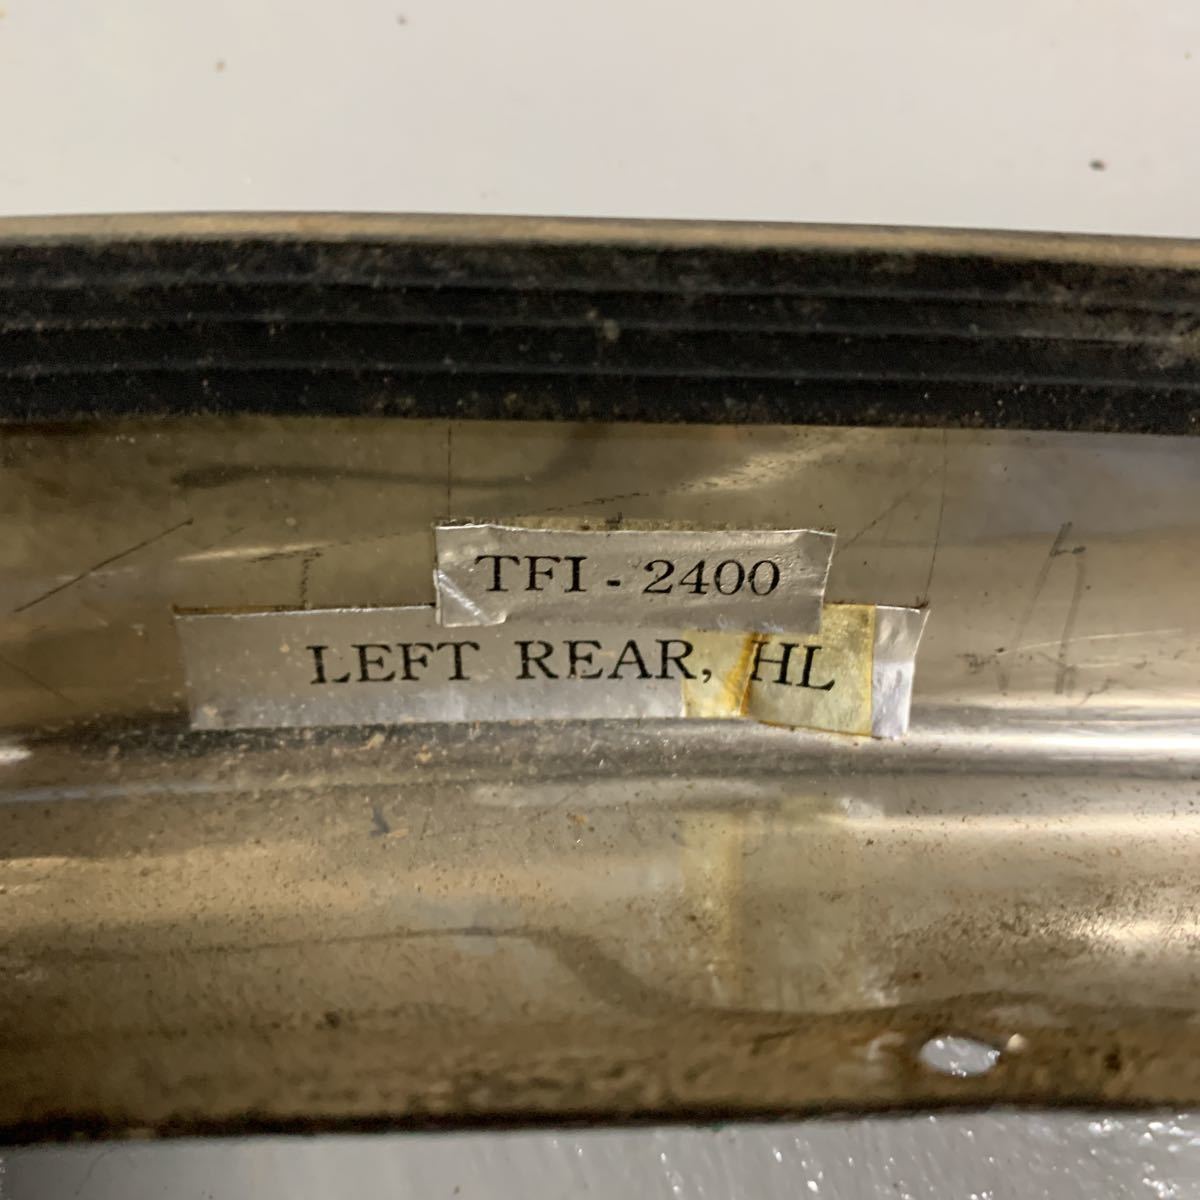 TFI - 2400
LEFT REAR, HL